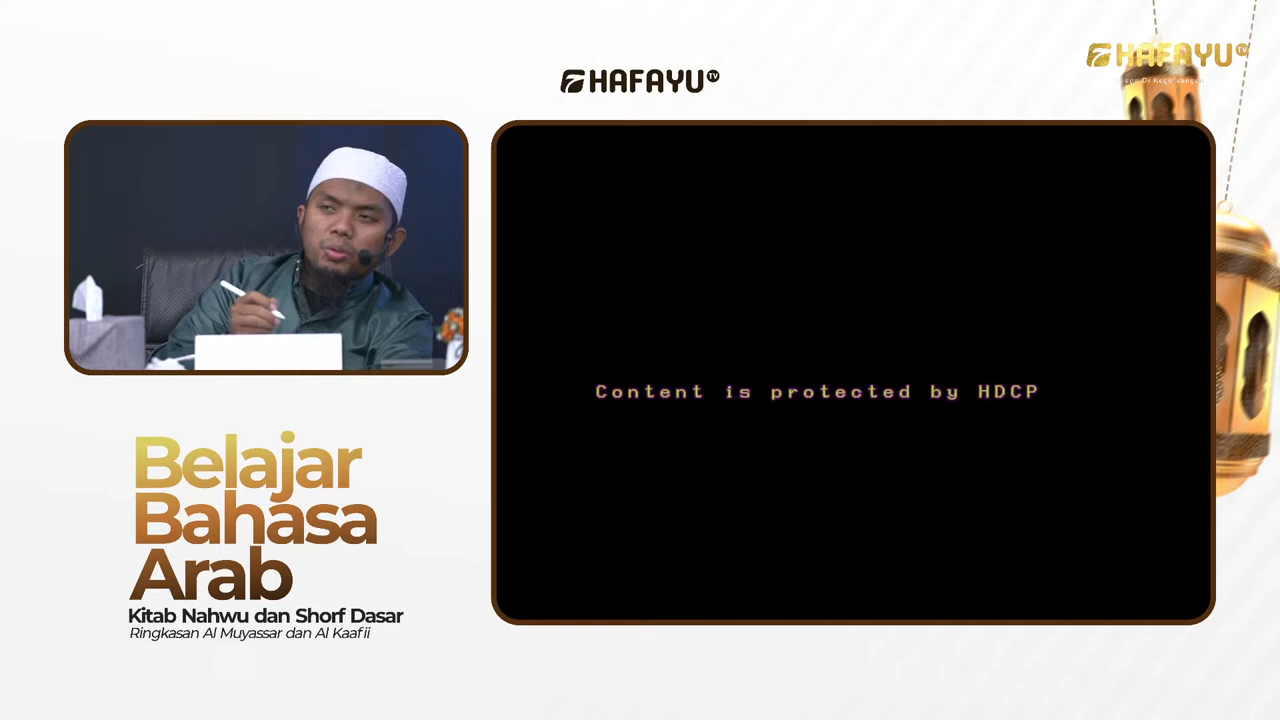 HAFAYU TV
HAFAYU TV
Content is protected by HDCP
Belajar
Bahasa
Arab
Kitab Nahwu dan Shorf Dasar
Ringkasan Al Muyassar dan Al Kaafii